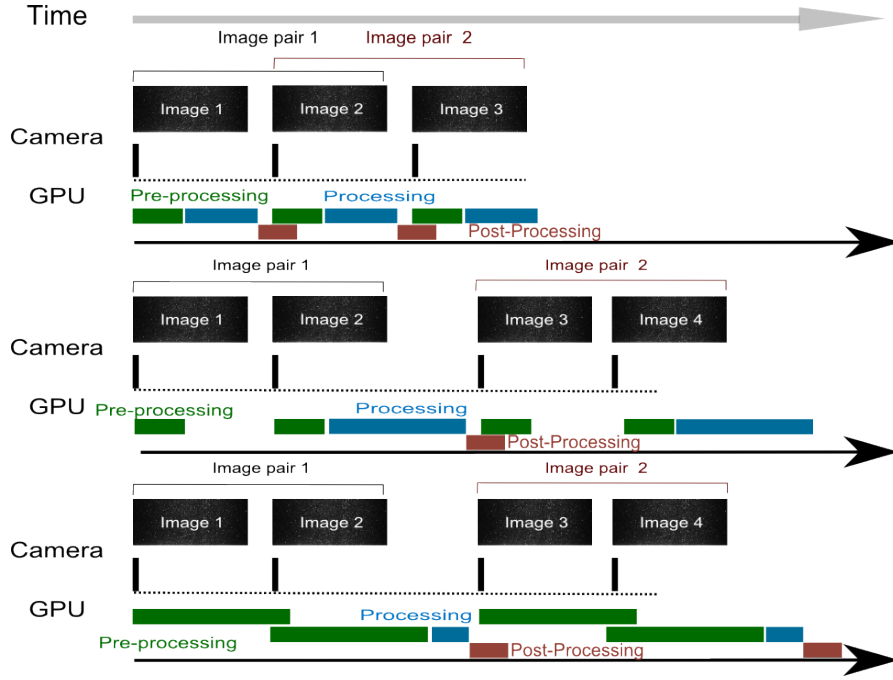 Time
Image pair 1 Image pair 2
Image 1 Image 2 Image 3
Camera
GPU
Pre-processing Processing
Post-Processing
Image pair 1 Image pair 2
Image 1 Image 2 Image 3 Image 4
Camera
GPU
Pre-processing Processing
Post-Processing
Image pair 1 Image pair 2
Image 1 Image 2 Image 3 Image 4
Camera
GPU
Processing
Pre-processing Post-Processing